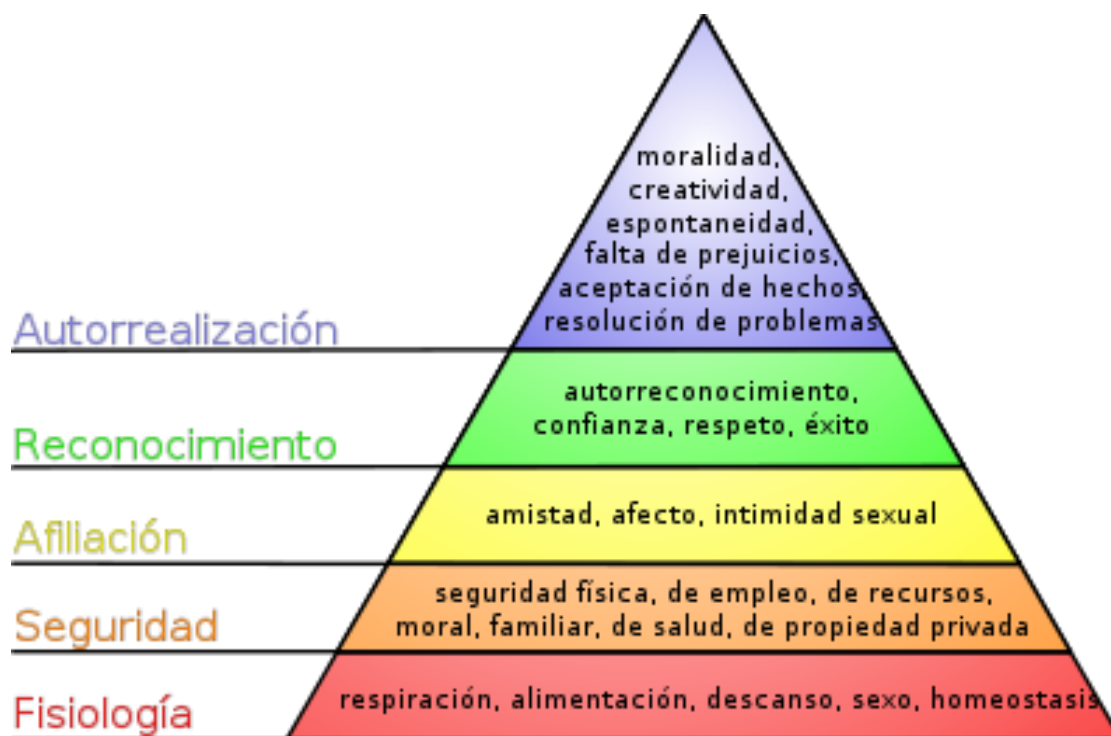 moralidad,
creatividad,
espontaneidad,
falta de prejuicios,
aceptación de hechos,
resolución de problemas
Autorrealización
autorreconocimiento,
confianza, respeto, éxito
Reconocimiento
amistad, afecto, intimidad sexual
Afiliación
seguridad física, de empleo, de recursos,
moral, familiar, de salud, de propiedad privada
Seguridad
respiración, alimentación, descanso, sexo, homeostasis
Fisiología